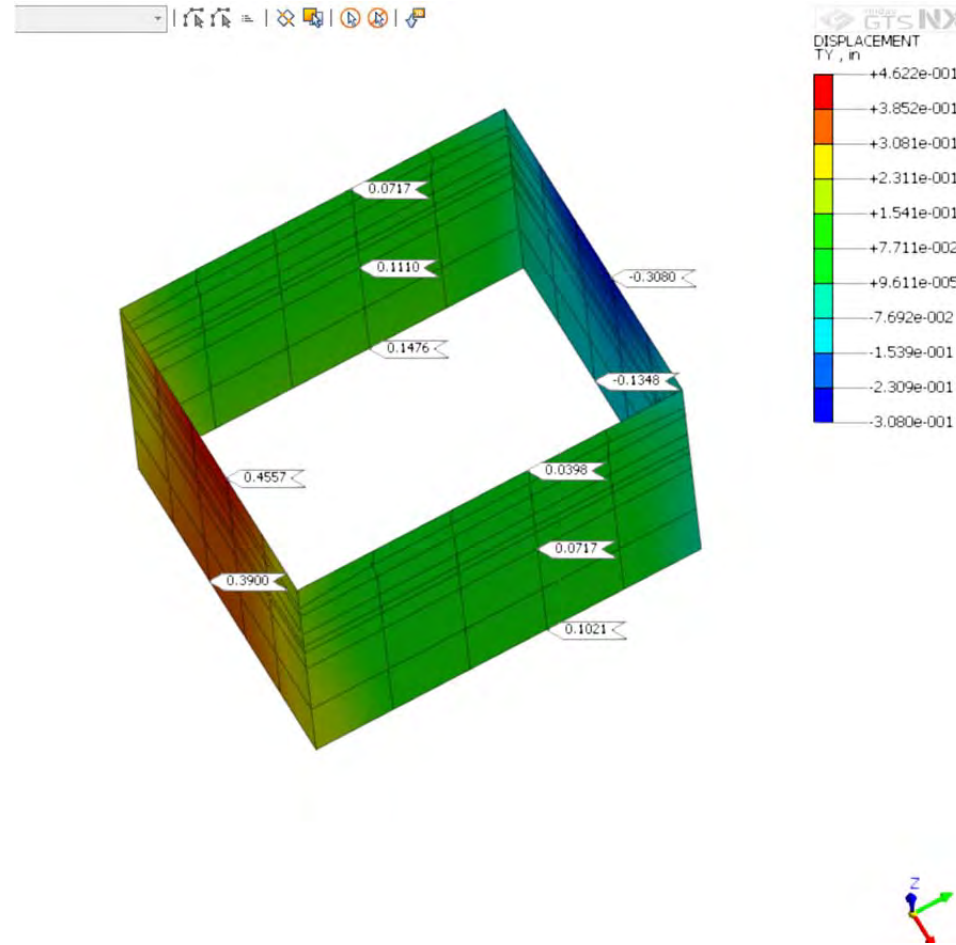 midas
GTS NX
DISPLACEMENT
TY , in
+4.622e-001
+3.852e-001
+3.081e-001
+2.311e-001
+1.541e-001
+7.711e-002
+9.611e-005
-7.692e-002
-1.539e-001
-2.309e-001
-3.080e-001
0.0717
0.1110
-0.3080
0.1476
-0.1348
0.4557
0.0398
0.0717
0.3900
0.1021
Z